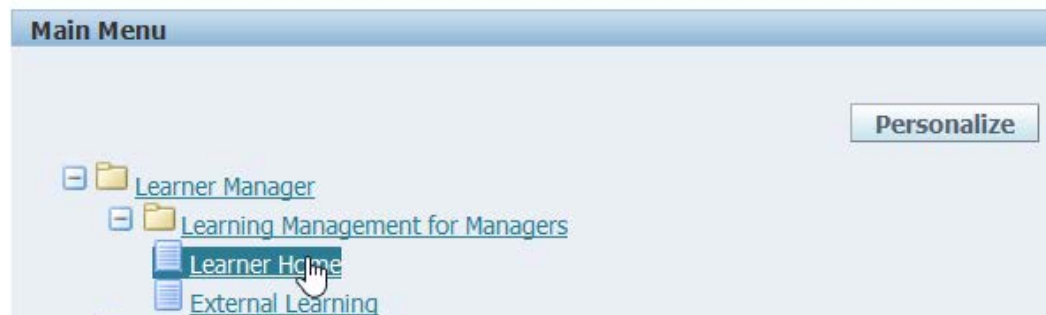 Main Menu
Personalize
Learner Manager
Learning Management for Managers
Learner Home
External Learning